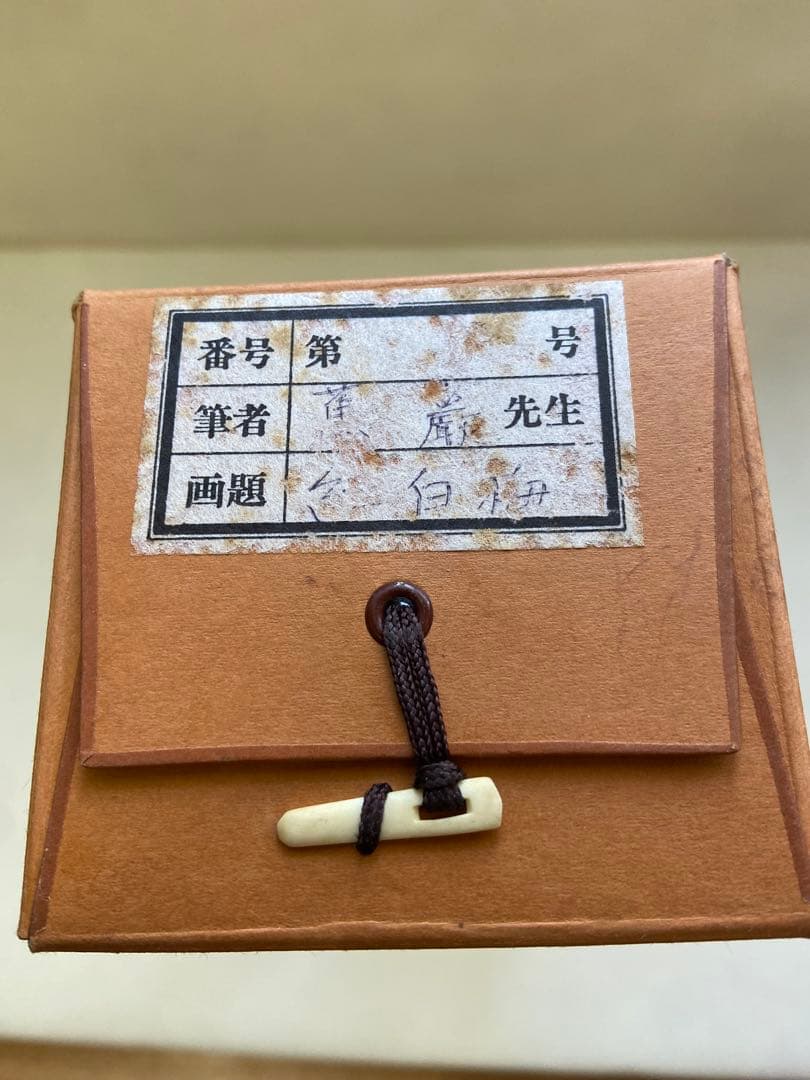 番号 第 号
筆者 巌 先生
画題 白梅